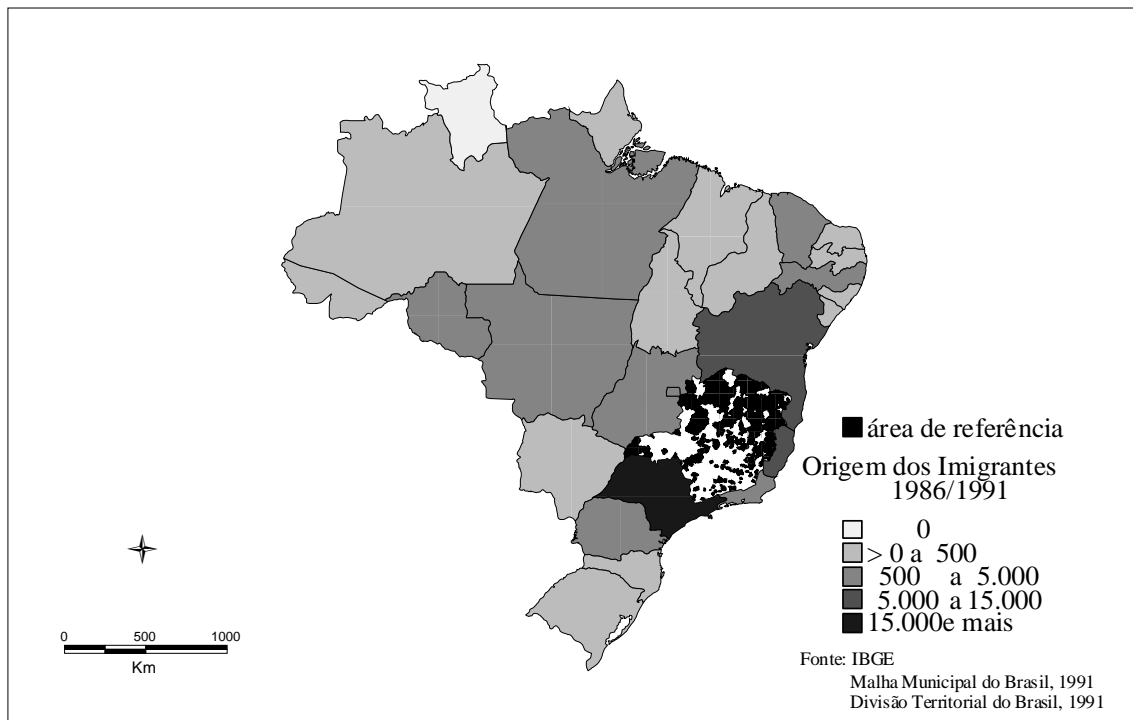 área de referência
Origem dos Imigrantes
1986/1991
0
> 0 a 500
500 a 5.000
5.000 a 15.000
15.000e mais
0 500 1000
Km
Fonte: IBGE
Malha Municipal do Brasil, 1991
Divisão Territorial do Brasil, 1991